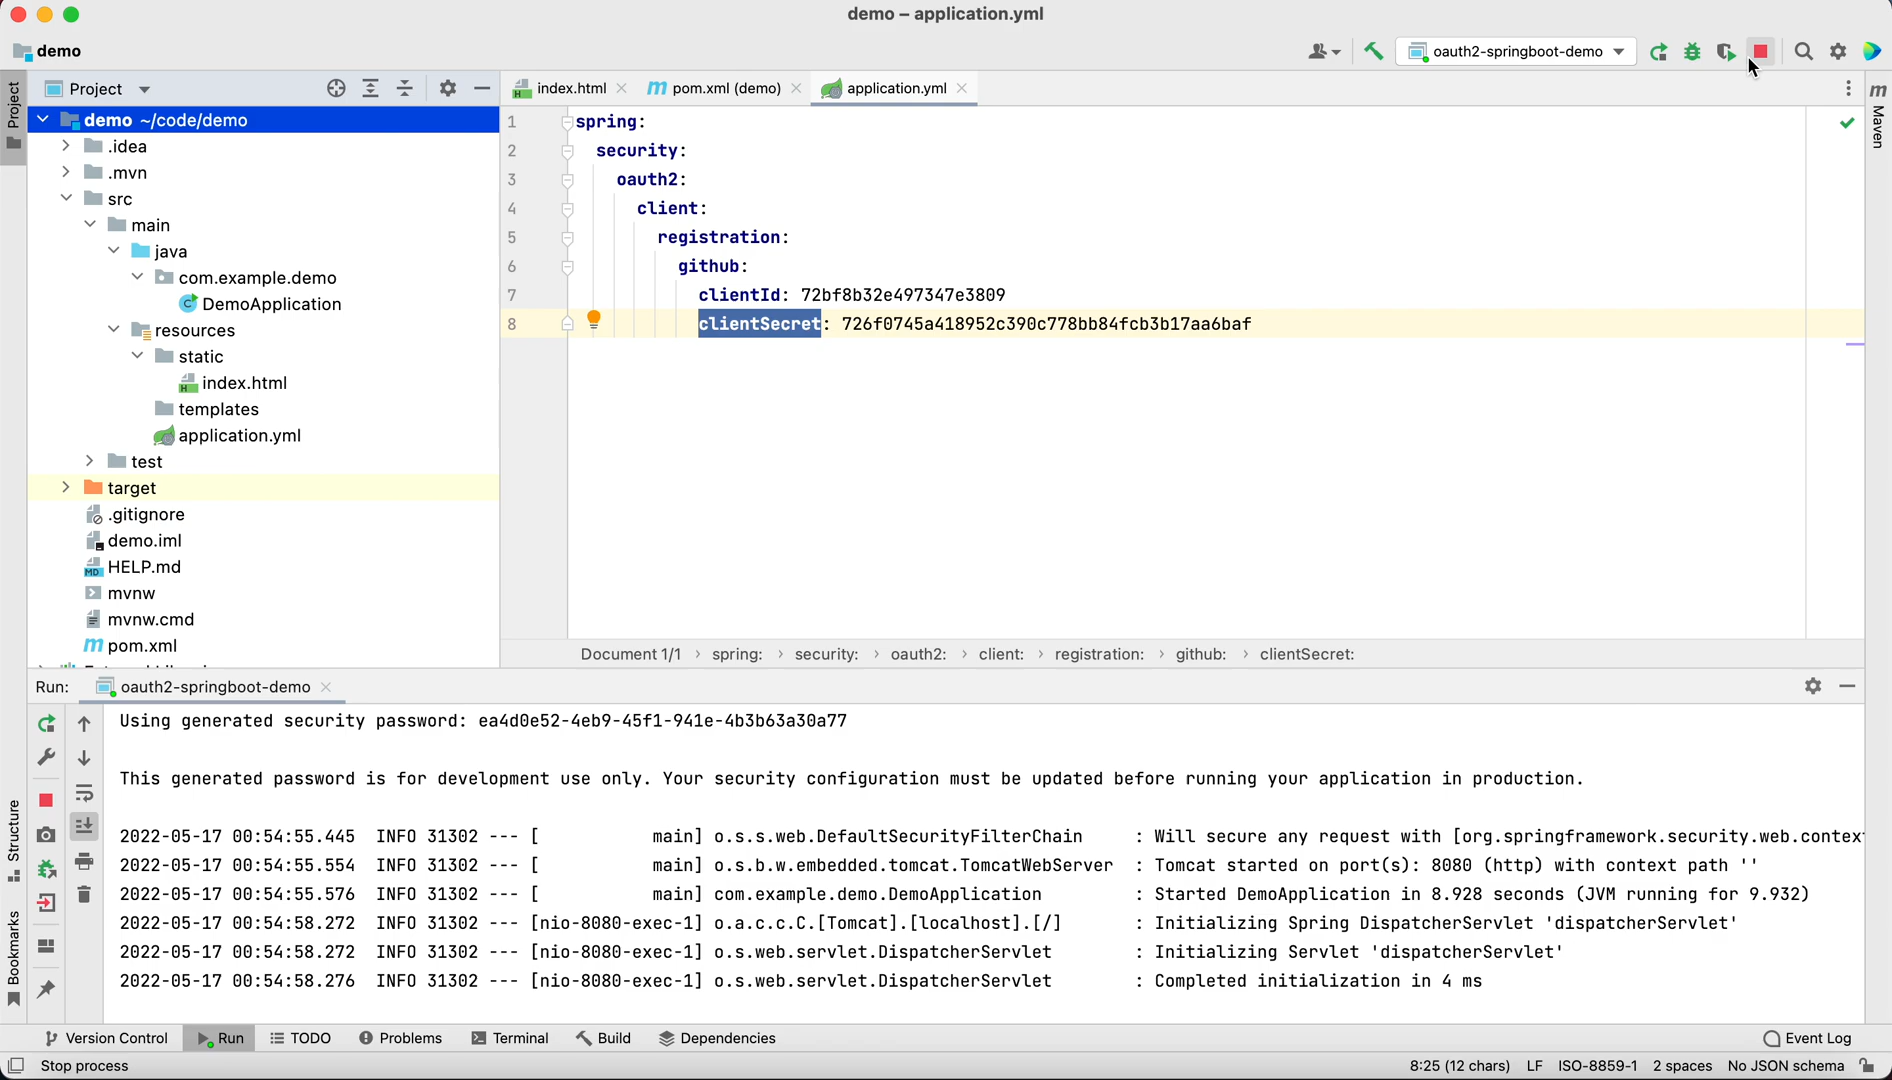 demo – application.yml
demo
oauth2-springboot-demo
Project
index.html
pom.xml (demo)
application.yml
Project
Maven
demo ~/code/demo
.idea
.mvn
src
main
java
com.example.demo
DemoApplication
resources
static
index.html
templates
application.yml
test
target
.gitignore
demo.iml
HELP.md
mvnw
mvnw.cmd
pom.xml
1 spring:
2 security:
3 oauth2:
4 client:
5 registration:
6 github:
7 clientId: 72bf8b32e497347e3809
8 clientSecret: 726f0745a418952c390c778bb84fcb3b17aa6baf
Document 1/1 › spring: › security: › oauth2: › client: › registration: › github: › clientSecret:
Run: oauth2-springboot-demo
Structure
Bookmarks
Using generated security password: ea4d0e52-4eb9-45f1-941e-4b3b63a30a77
This generated password is for development use only. Your security configuration must be updated before running your application in production.
2022-05-17 00:54:55.445 INFO 31302 --- [ main] o.s.s.web.DefaultSecurityFilterChain : Will secure any request with [org.springframework.security.web.contex
2022-05-17 00:54:55.554 INFO 31302 --- [ main] o.s.b.w.embedded.tomcat.TomcatWebServer : Tomcat started on port(s): 8080 (http) with context path ''
2022-05-17 00:54:55.576 INFO 31302 --- [ main] com.example.demo.DemoApplication : Started DemoApplication in 8.928 seconds (JVM running for 9.932)
2022-05-17 00:54:58.272 INFO 31302 --- [nio-8080-exec-1] o.a.c.c.C.[Tomcat].[localhost].[/] : Initializing Spring DispatcherServlet 'dispatcherServlet'
2022-05-17 00:54:58.272 INFO 31302 --- [nio-8080-exec-1] o.s.web.servlet.DispatcherServlet : Initializing Servlet 'dispatcherServlet'
2022-05-17 00:54:58.276 INFO 31302 --- [nio-8080-exec-1] o.s.web.servlet.DispatcherServlet : Completed initialization in 4 ms
Version Control Run TODO Problems Terminal Build Dependencies Event Log
Stop process 8:25 (12 chars) LF ISO-8859-1 2 spaces No JSON schema